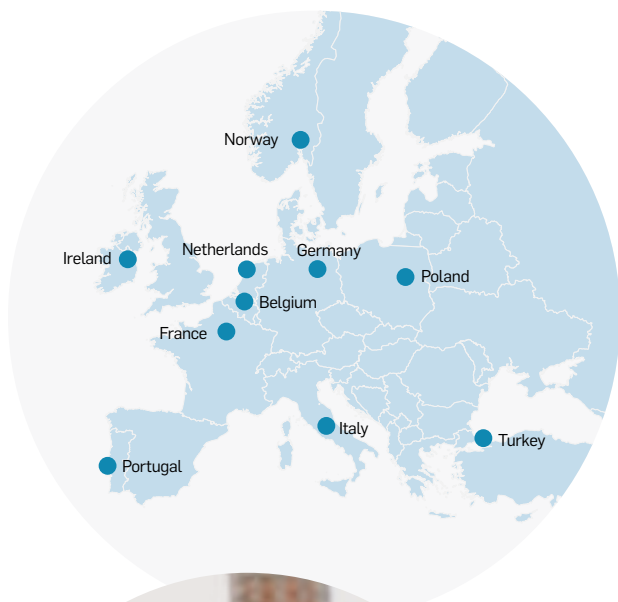 Norway
Netherlands
Germany
Ireland
Poland
Belgium
France
Italy
Turkey
Portugal